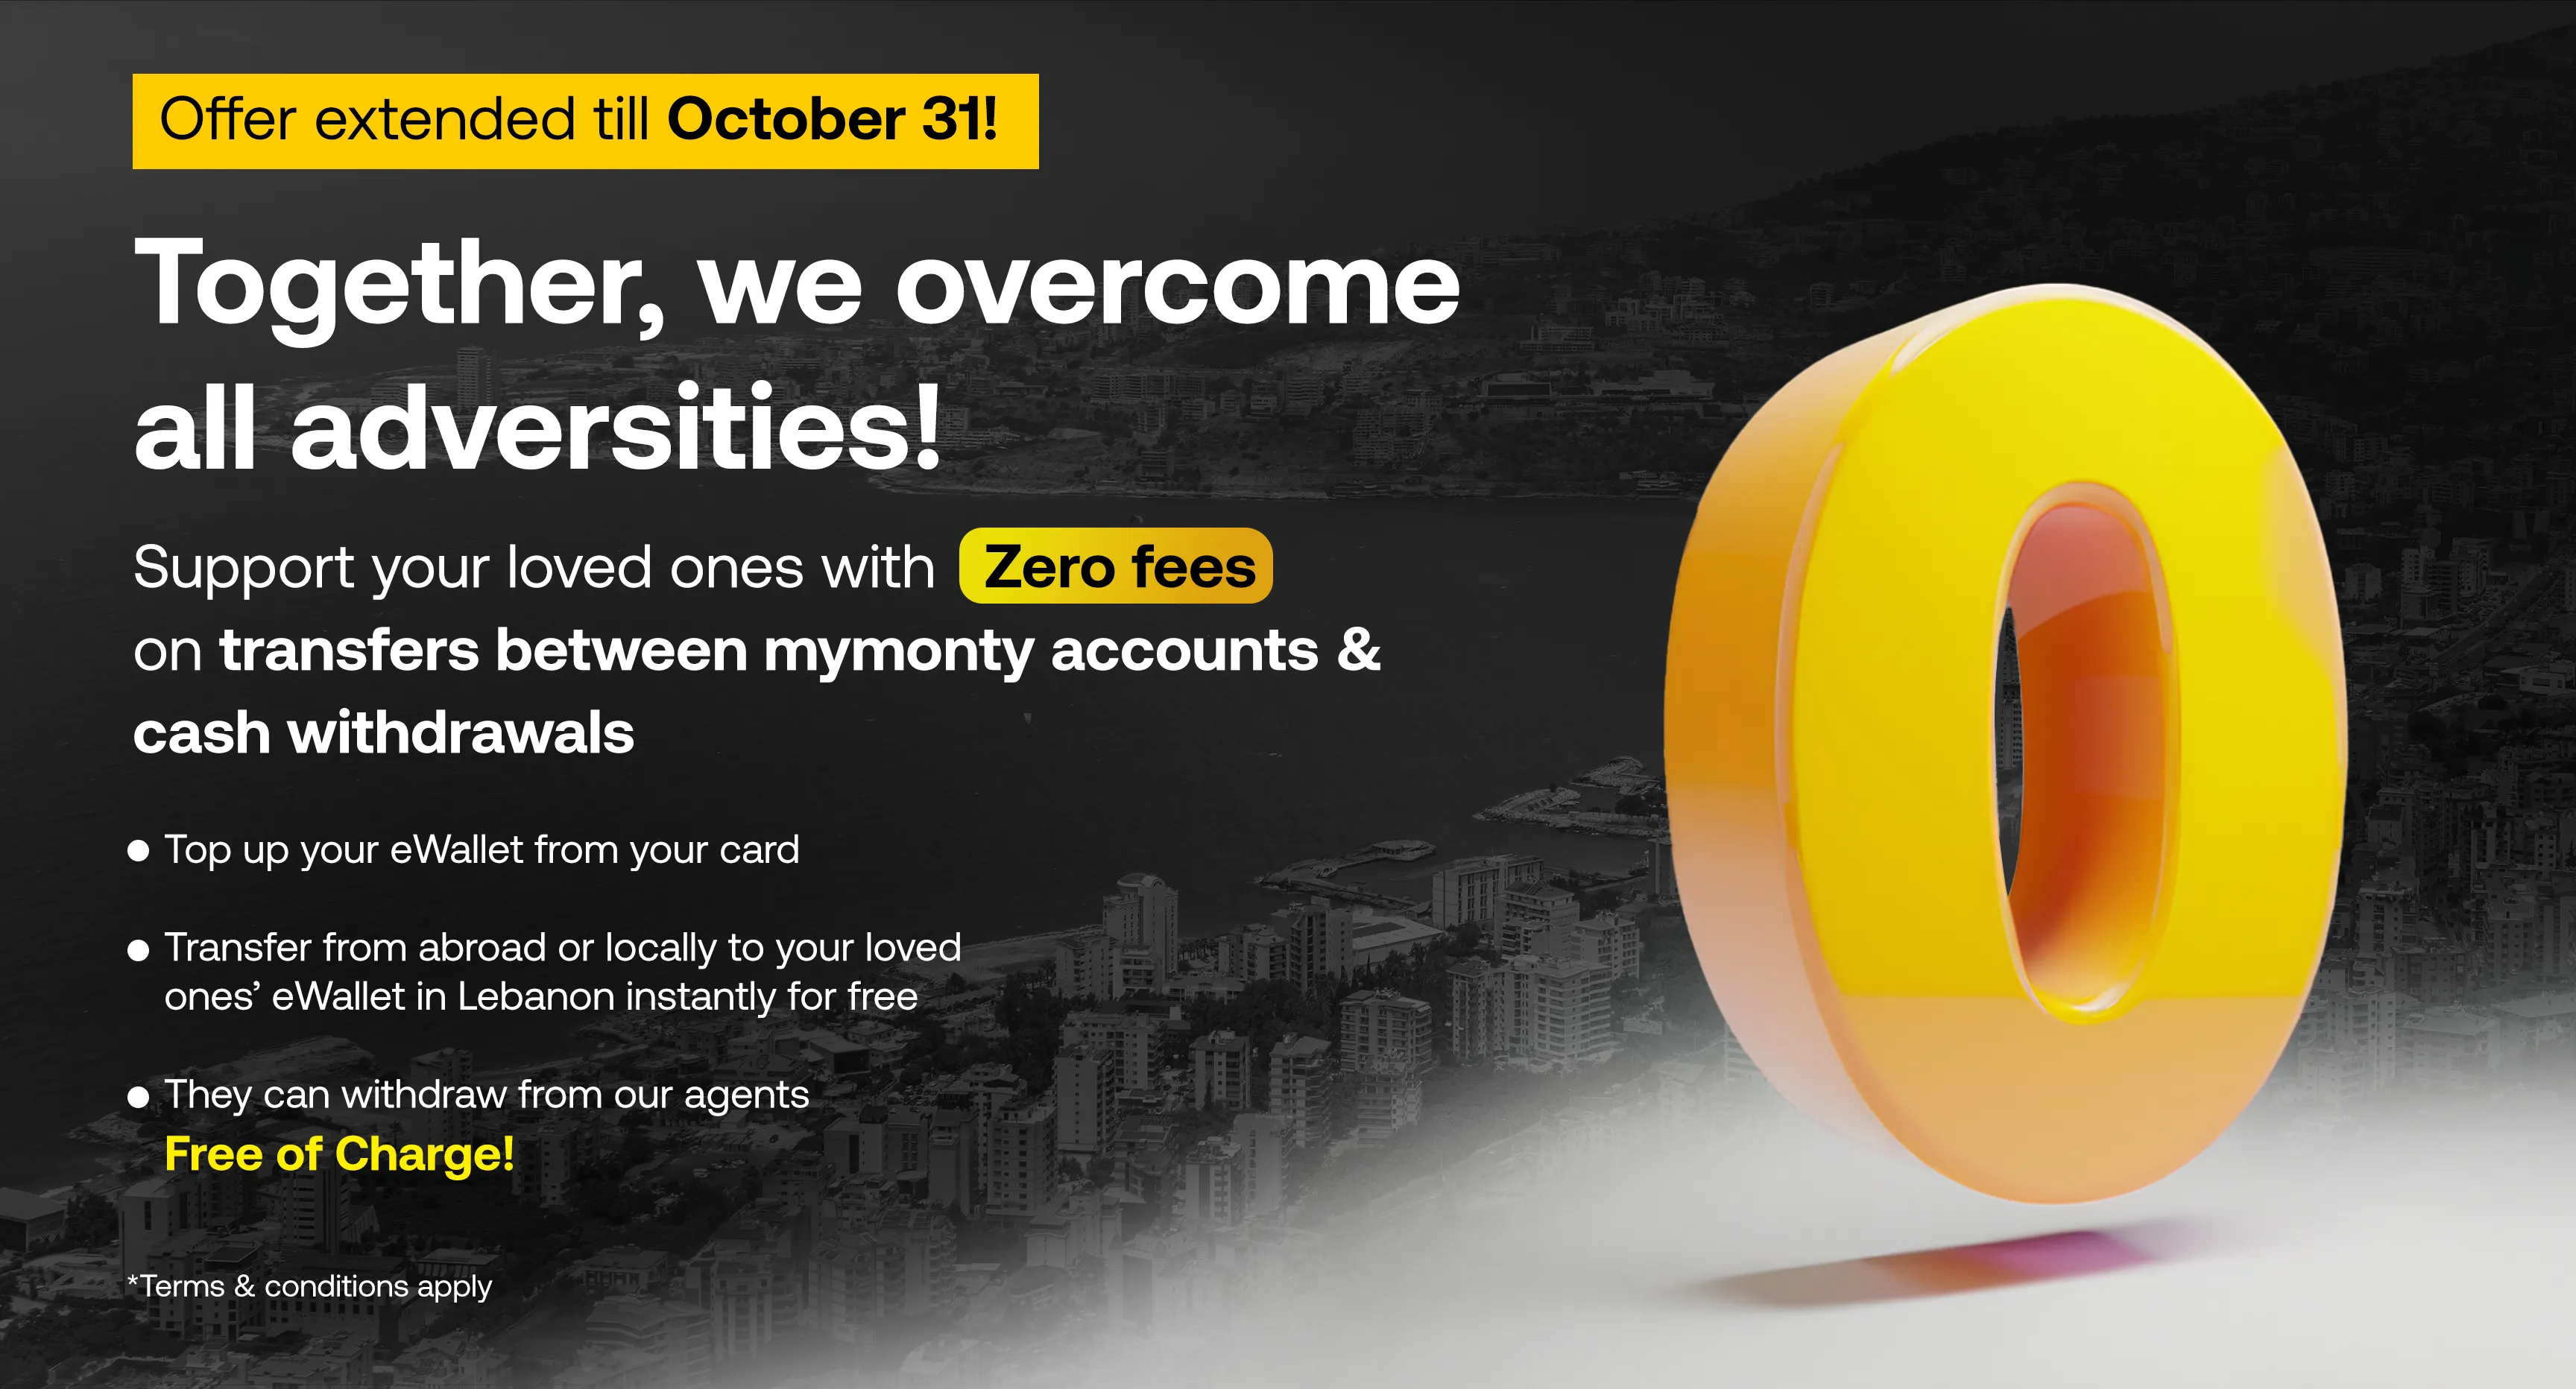 Offer extended till October 31!
Together, we overcome
all adversities!
Support your loved ones with Zero fees
on transfers between mymonty accounts &
cash withdrawals
● Top up your eWallet from your card
● Transfer from abroad or locally to your loved
ones’ eWallet in Lebanon instantly for free
● They can withdraw from our agents
Free of Charge!
*Terms & conditions apply
0